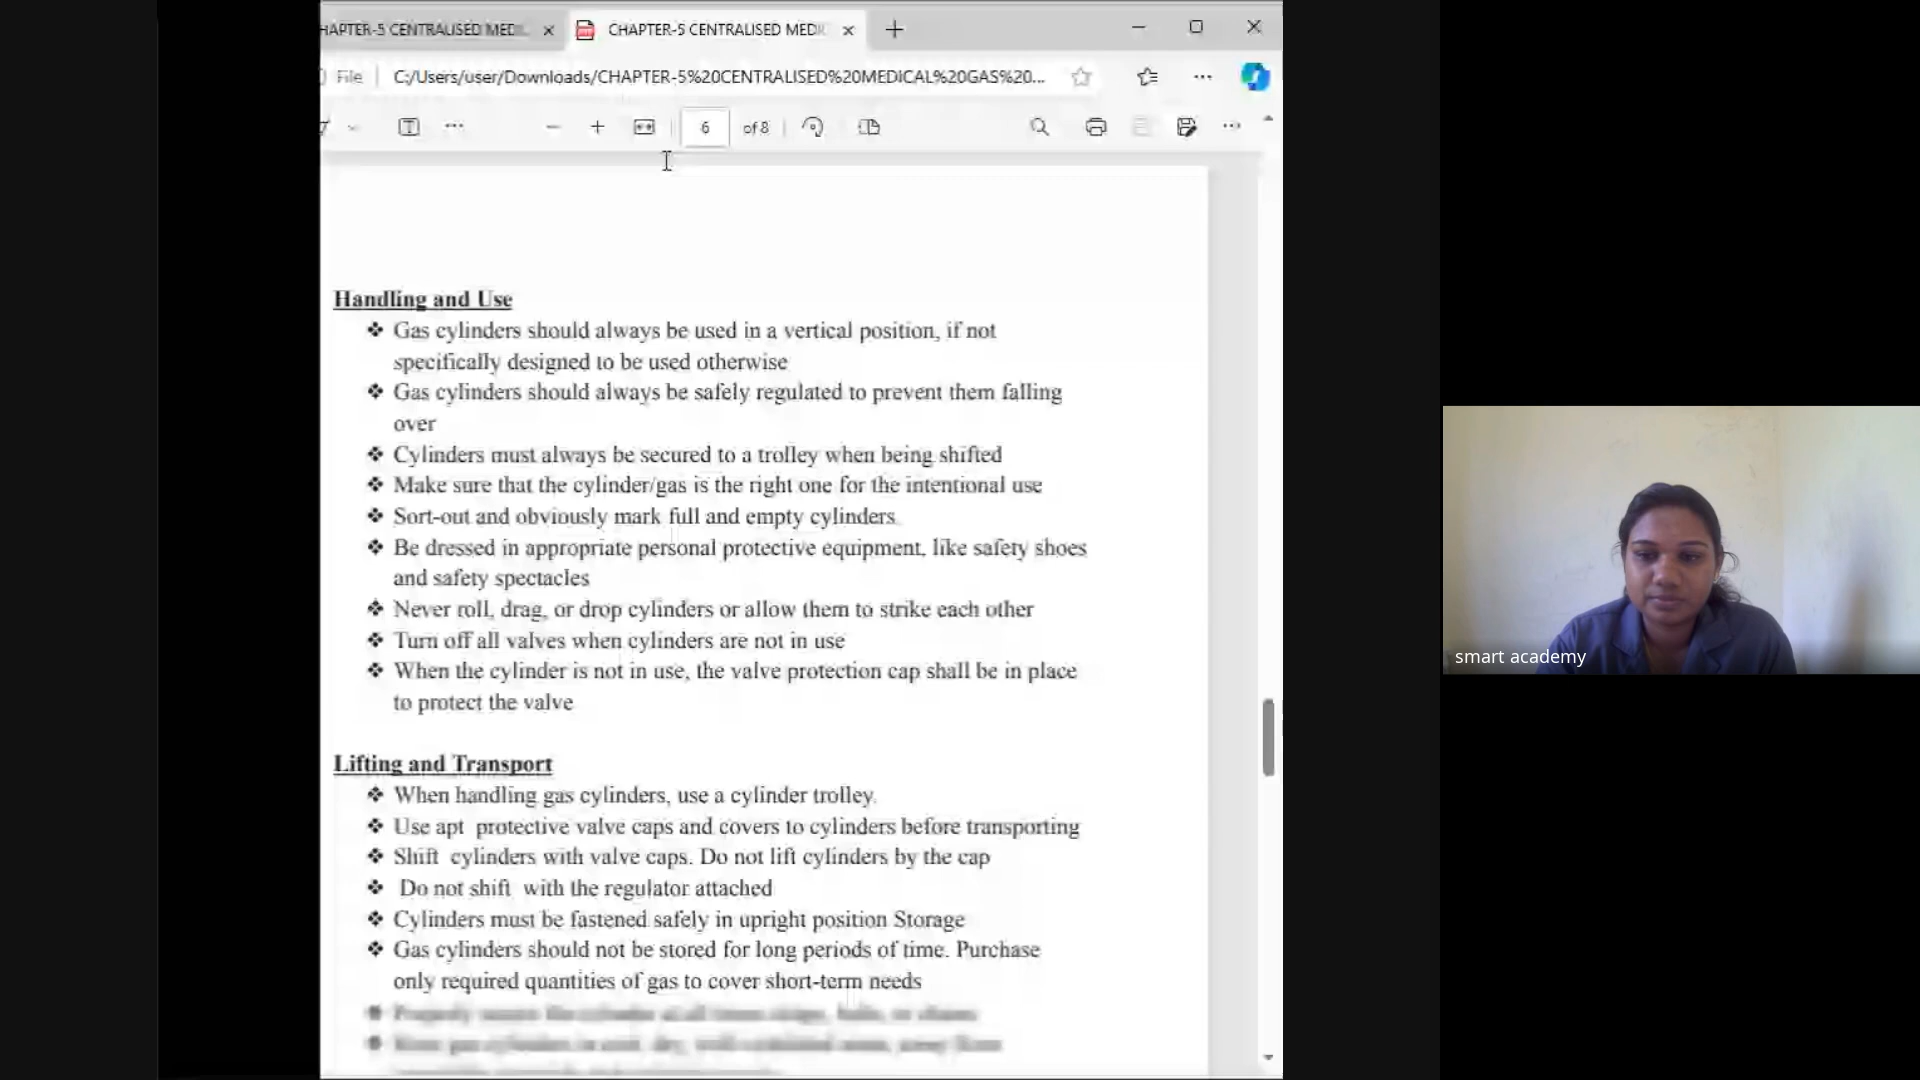 HAPTER-5 CENTRALISED MEDI
CHAPTER-5 CENTRALISED MEDI
File
C:/Users/user/Downloads/CHAPTER-5%20CENTRALISED%20MEDICAL%20GAS%20...
6
of 8
Handling and Use
❖ Gas cylinders should always be used in a vertical position, if not
specifically designed to be used otherwise
❖ Gas cylinders should always be safely regulated to prevent them falling
over
❖ Cylinders must always be secured to a trolley when being shifted
❖ Make sure that the cylinder/gas is the right one for the intentional use
❖ Sort-out and obviously mark full and empty cylinders
❖ Be dressed in appropriate personal protective equipment, like safety shoes
and safety spectacles
❖ Never roll, drag, or drop cylinders or allow them to strike each other
❖ Turn off all valves when cylinders are not in use
❖ When the cylinder is not in use, the valve protection cap shall be in place
to protect the valve
Lifting and Transport
❖ When handling gas cylinders, use a cylinder trolley.
❖ Use apt protective valve caps and covers to cylinders before transporting
❖ Shift cylinders with valve caps. Do not lift cylinders by the cap
❖ Do not shift with the regulator attached
❖ Cylinders must be fastened safely in upright position Storage
❖ Gas cylinders should not be stored for long periods of time. Purchase
only required quantities of gas to cover short-term needs
smart academy